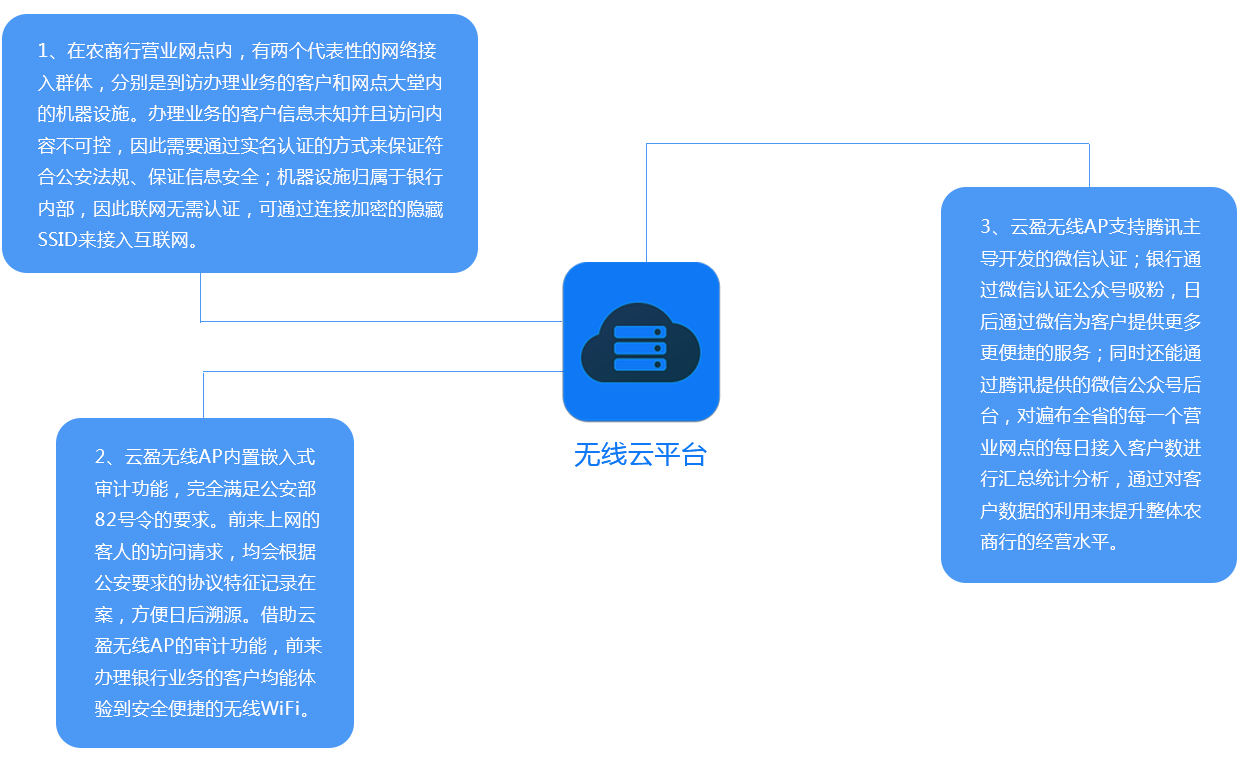 1、在农商行营业网点内，有两个代表性的网络接
入群体，分别是到访办理业务的客户和网点大堂内
的机器设施。办理业务的客户信息未知并且访问内
容不可控，因此需要通过实名认证的方式来保证符
合公安法规、保证信息安全；机器设施归属于银行
内部，因此联网无需认证，可通过连接加密的隐藏
SSID来接入互联网。
2、云盈无线AP内置嵌入式
审计功能，完全满足公安部
82号令的要求。前来上网的
客人的访问请求，均会根据
公安要求的协议特征记录在
案，方便日后溯源。借助云
盈无线AP的审计功能，前来
办理银行业务的客户均能体
验到安全便捷的无线WiFi。
无线云平台
3、云盈无线AP支持腾讯主
导开发的微信认证；银行通
过微信认证公众号吸粉，日
后通过微信为客户提供更多
更便捷的服务；同时还能通
过腾讯提供的微信公众号后
台，对遍布全省的每一个营
业网点的每日接入客户数进
行汇总统计分析，通过对客
户数据的利用来提升整体农
商行的经营水平。